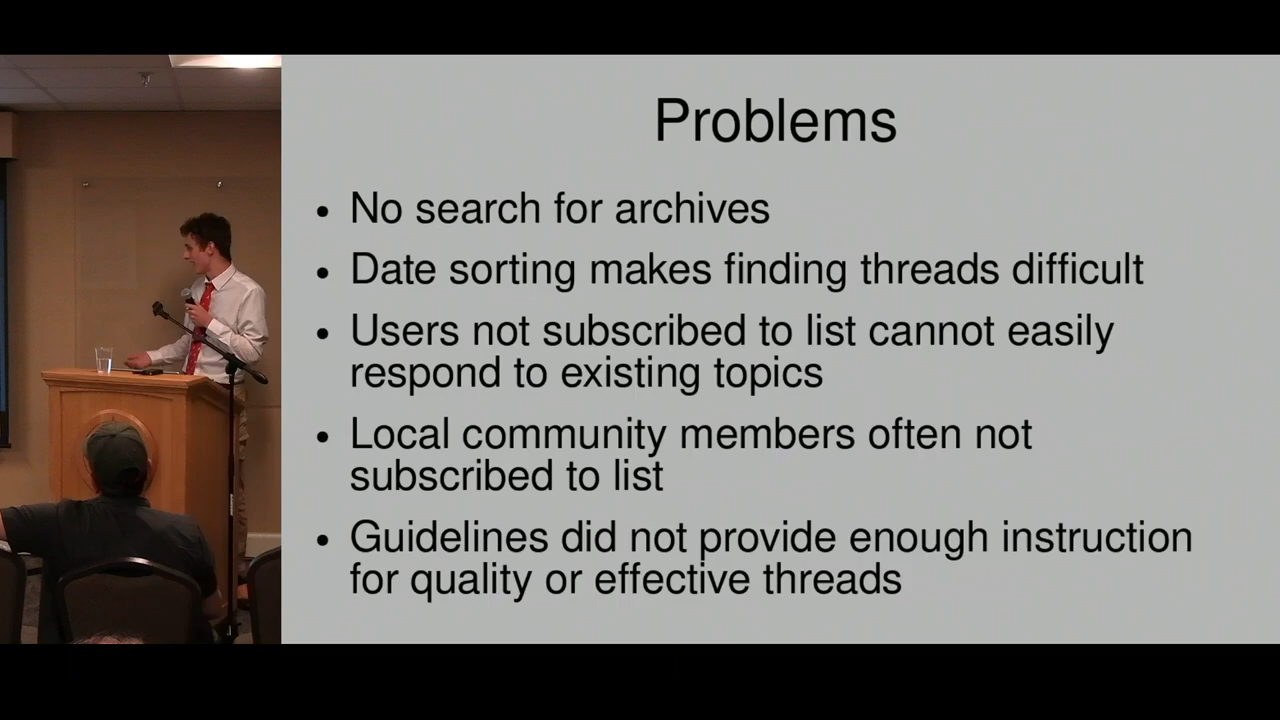 Problems
• No search for archives
• Date sorting makes finding threads difficult
• Users not subscribed to list cannot easily
respond to existing topics
• Local community members often not
subscribed to list
• Guidelines did not provide enough instruction
for quality or effective threads